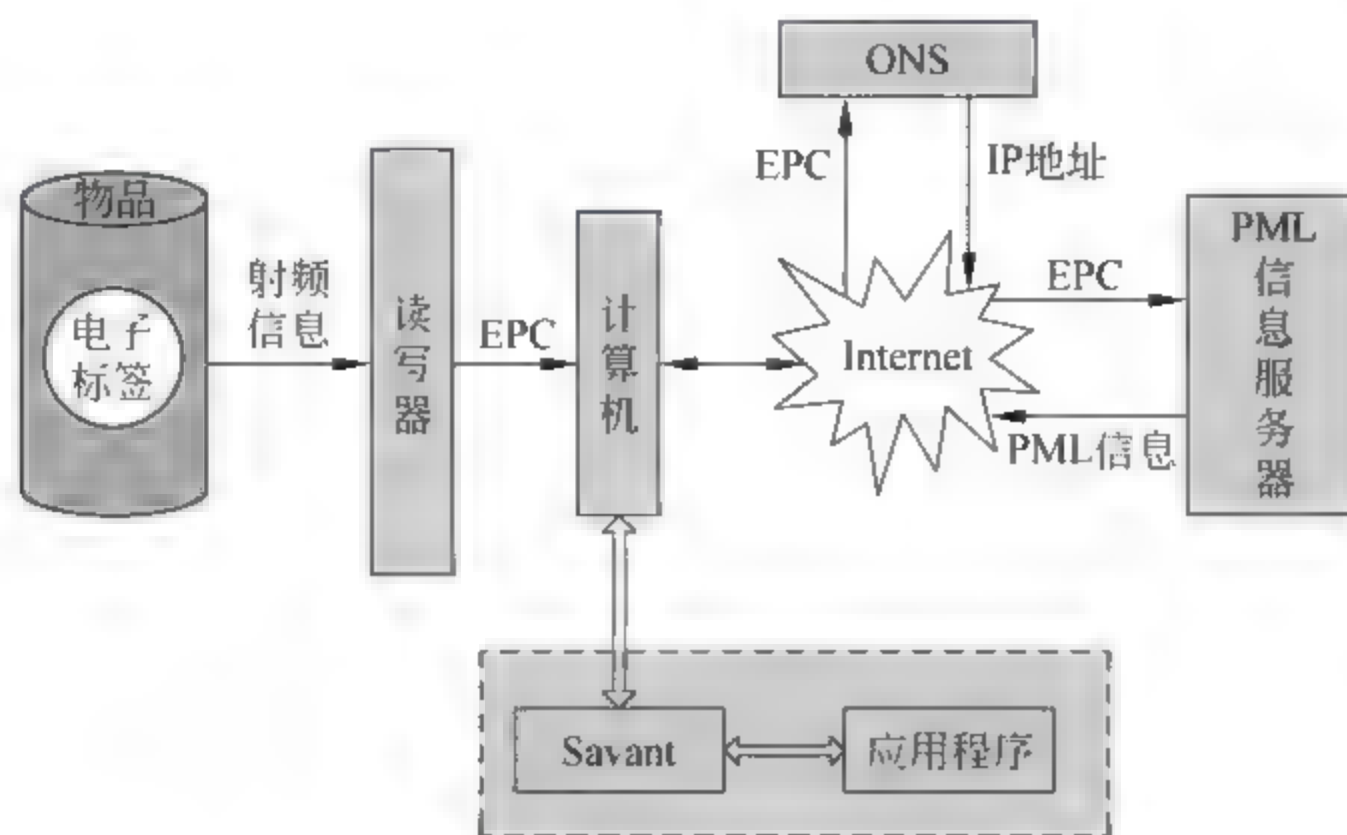 ONS
EPC
IP地址
物品
电子
标签
射频
信息
读写器
EPC
计算机
Internet
EPC
PML信息
PML
信息服务器
Savant
应用程序